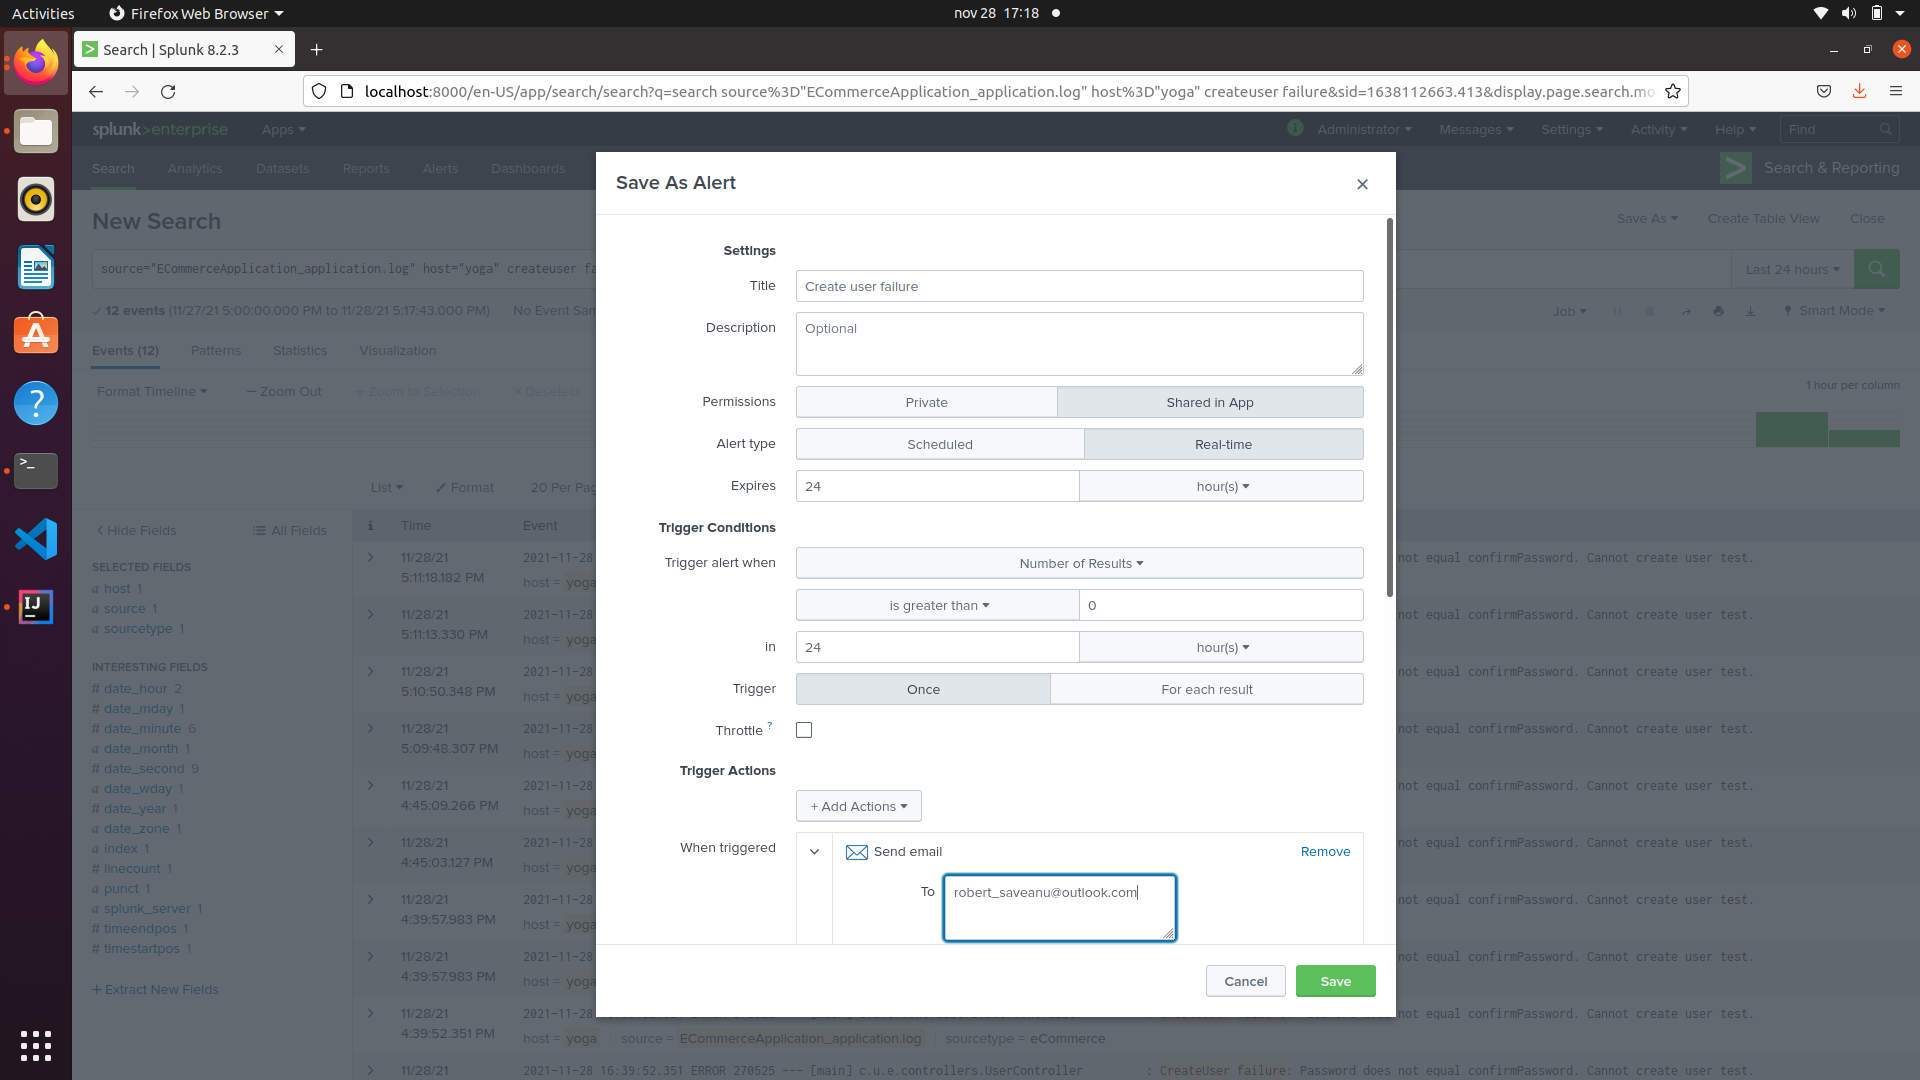 Activities Firefox Web Browser nov 28 17:18
Search | Splunk 8.2.3
localhost:8000/en-US/app/search/search?q=search source%3D"ECommerceApplication_application.log" host%3D"yoga" createuser failure&sid=1638112663.413&display.page.search.mo
splunk>enterprise Apps Administrator Messages Settings Activity Help Find
Search Analytics Datasets Reports Alerts Dashboards Search & Reporting
New Search Save As Create Table View Close
source="ECommerceApplication_application.log" host="yoga" createuser fa Last 24 hours
12 events (11/27/21 5:00:00.000 PM to 11/28/21 5:17:43.000 PM) No Event Sam Job Smart Mode
Events (12) Patterns Statistics Visualization
Format Timeline — Zoom Out + Zoom to Selection × Deselect 1 hour per column
List Format 20 Per Pag
Hide Fields All Fields
SELECTED FIELDS
a host 1
a source 1
a sourcetype 1
INTERESTING FIELDS
# date_hour 2
# date_mday 1
# date_minute 6
a date_month 1
# date_second 9
a date_wday 1
# date_year 1
a date_zone 1
a index 1
# linecount 1
a punct 1
a splunk_server 1
# timeendpos 1
# timestartpos 1
+ Extract New Fields
i Time Event
11/28/21 2021-11-28 not equal confirmPassword. Cannot create user test.
5:11:18.182 PM host = yoga
11/28/21 2021-11-28 not equal confirmPassword. Cannot create user test.
5:11:13.330 PM host = yoga
11/28/21 2021-11-28 not equal confirmPassword. Cannot create user test.
5:10:50.348 PM host = yoga
11/28/21 2021-11-28 not equal confirmPassword. Cannot create user test.
5:09:48.307 PM host = yoga
11/28/21 2021-11-28 not equal confirmPassword. Cannot create user test.
4:45:09.266 PM host = yoga
11/28/21 2021-11-28 not equal confirmPassword. Cannot create user test.
4:45:03.127 PM host = yoga
11/28/21 2021-11-28 not equal confirmPassword. Cannot create user test.
4:39:57.983 PM host = yoga
11/28/21 2021-11-28 not equal confirmPassword. Cannot create user test.
4:39:57.983 PM host = yoga
11/28/21 2021-11-28 not equal confirmPassword. Cannot create user test.
4:39:52.351 PM host = yoga source = ECommerceApplication_application.log sourcetype = eCommerce
11/28/21 2021-11-28 16:39:52.351 ERROR 270525 --- [main] c.u.e.controllers.UserController : CreateUser failure: Password does not equal confirmPassword. Cannot create user test.
Save As Alert
Settings
Title Create user failure
Description Optional
Permissions Private Shared in App
Alert type Scheduled Real-time
Expires 24 hour(s)
Trigger Conditions
Trigger alert when Number of Results
is greater than 0
in 24 hour(s)
Trigger Once For each result
Throttle ?
Trigger Actions
+ Add Actions
When triggered Send email Remove
To robert_saveanu@outlook.com
Cancel Save